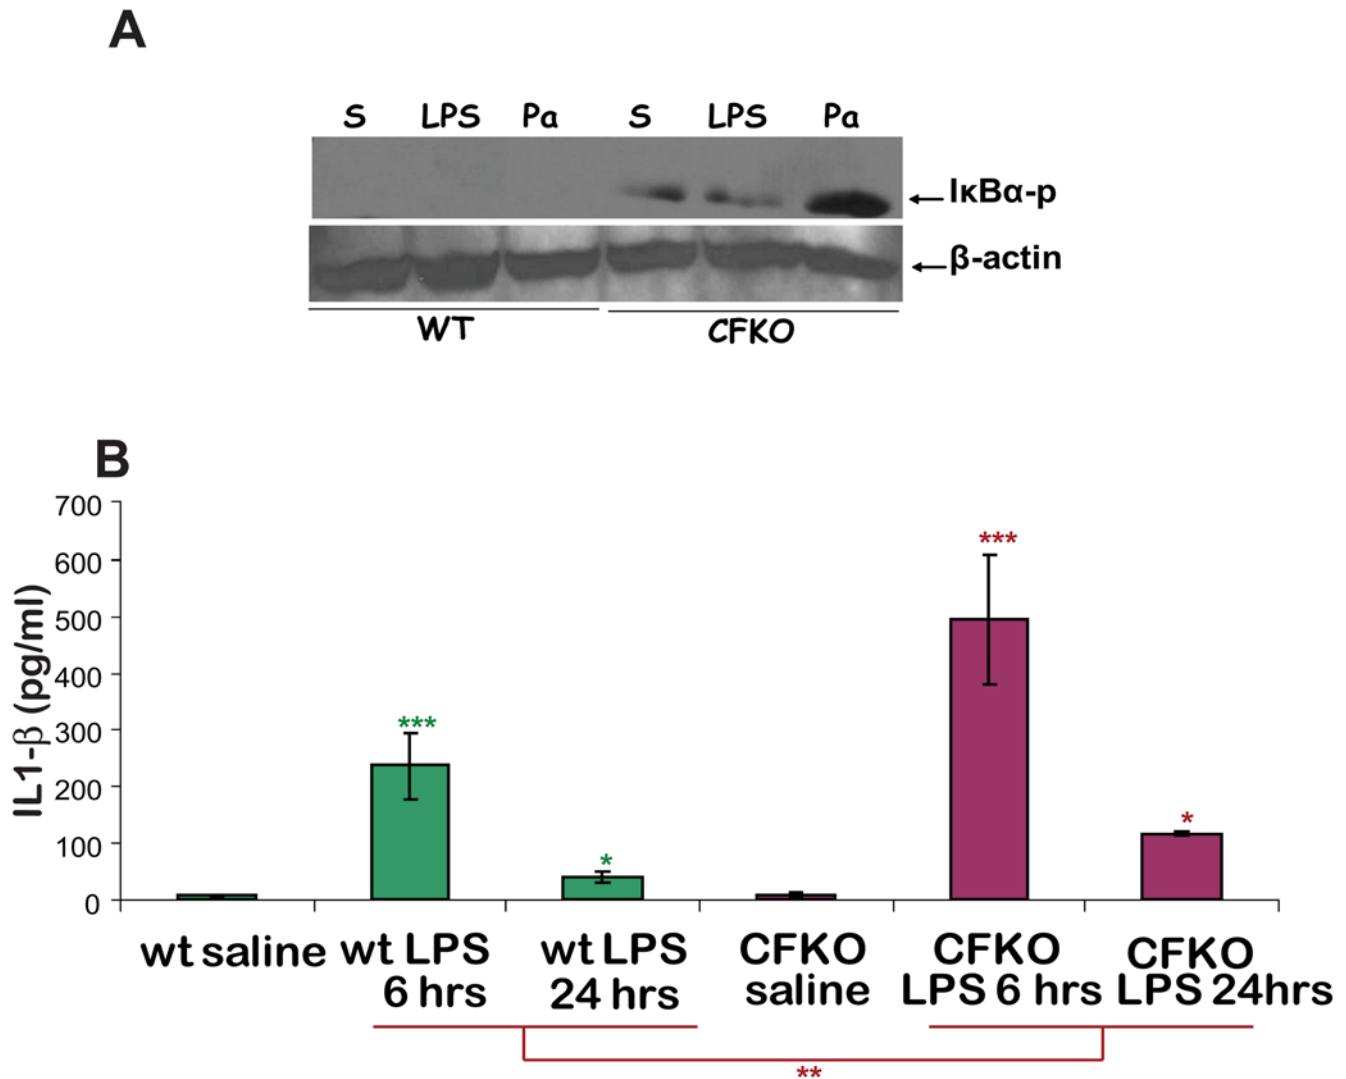 A
S LPS Pa S LPS Pa
IκBα-p
β-actin
WT CFKO
B
700
600
500
400
300
200
100
0
IL1-β (pg/ml)
***
*
***
*
wt saline
wt LPS
6 hrs
wt LPS
24 hrs
CFKO
saline
CFKO
LPS 6 hrs
CFKO
LPS 24hrs
**